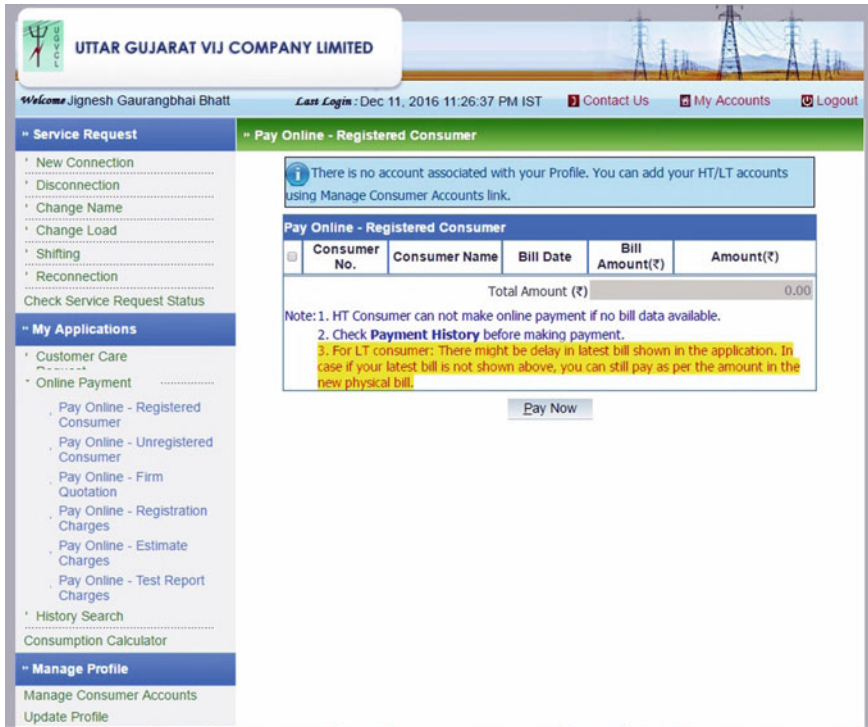 UGVCL
UTTAR GUJARAT VIJ COMPANY LIMITED
Welcome Jignesh Gaurangbhai Bhatt
Last Login : Dec 11, 2016 11:26:37 PM IST
Contact Us
My Accounts
Logout
Service Request
New Connection
Disconnection
Change Name
Change Load
Shifting
Reconnection
Check Service Request Status
My Applications
Customer Care
Online Payment
Pay Online - Registered
Consumer
Pay Online - Unregistered
Consumer
Pay Online - Firm
Quotation
Pay Online - Registration
Charges
Pay Online - Estimate
Charges
Pay Online - Test Report
Charges
History Search
Consumption Calculator
Manage Profile
Manage Consumer Accounts
Update Profile
Pay Online - Registered Consumer
There is no account associated with your Profile. You can add your HT/LT accounts
using Manage Consumer Accounts link.
Pay Online - Registered Consumer
Consumer No.
Consumer Name
Bill Date
Bill Amount(₹)
Amount(₹)
Total Amount (₹) 0.00
Note: 1. HT Consumer can not make online payment if no bill data available.
2. Check Payment History before making payment.
3. For LT consumer: There might be delay in latest bill shown in the application. In
case if your latest bill is not shown above, you can still pay as per the amount in the
new physical bill.
Pay Now